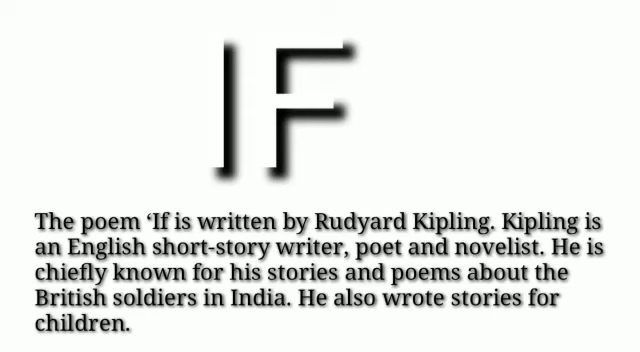 IF
The poem ‘If is written by Rudyard Kipling. Kipling is
an English short-story writer, poet and novelist. He is
chiefly known for his stories and poems about the
British soldiers in India. He also wrote stories for
children.